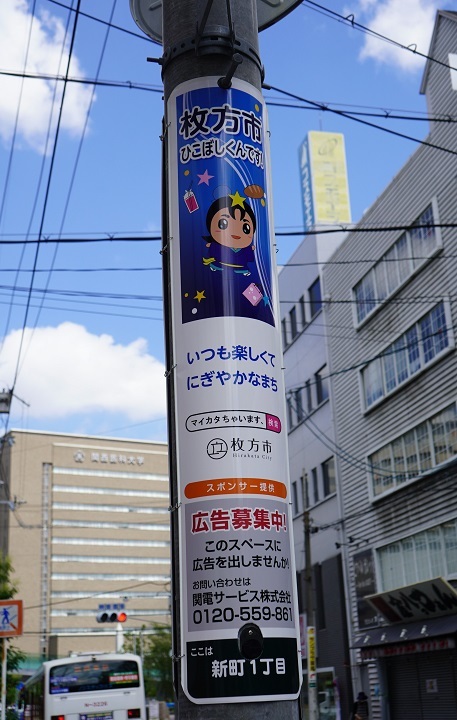 枚方市
ひこぼしくんです!
いつも楽しくて
にぎやかなまち
マイカタちゃいます、 検索
枚方市
Hirakata City
スポンサー提供
広告募集中!
このスペースに
広告を出しませんか!
お問い合わせは
関電サービス株式会社
0120-559-861
ここは
新町1丁目
関西医科大学